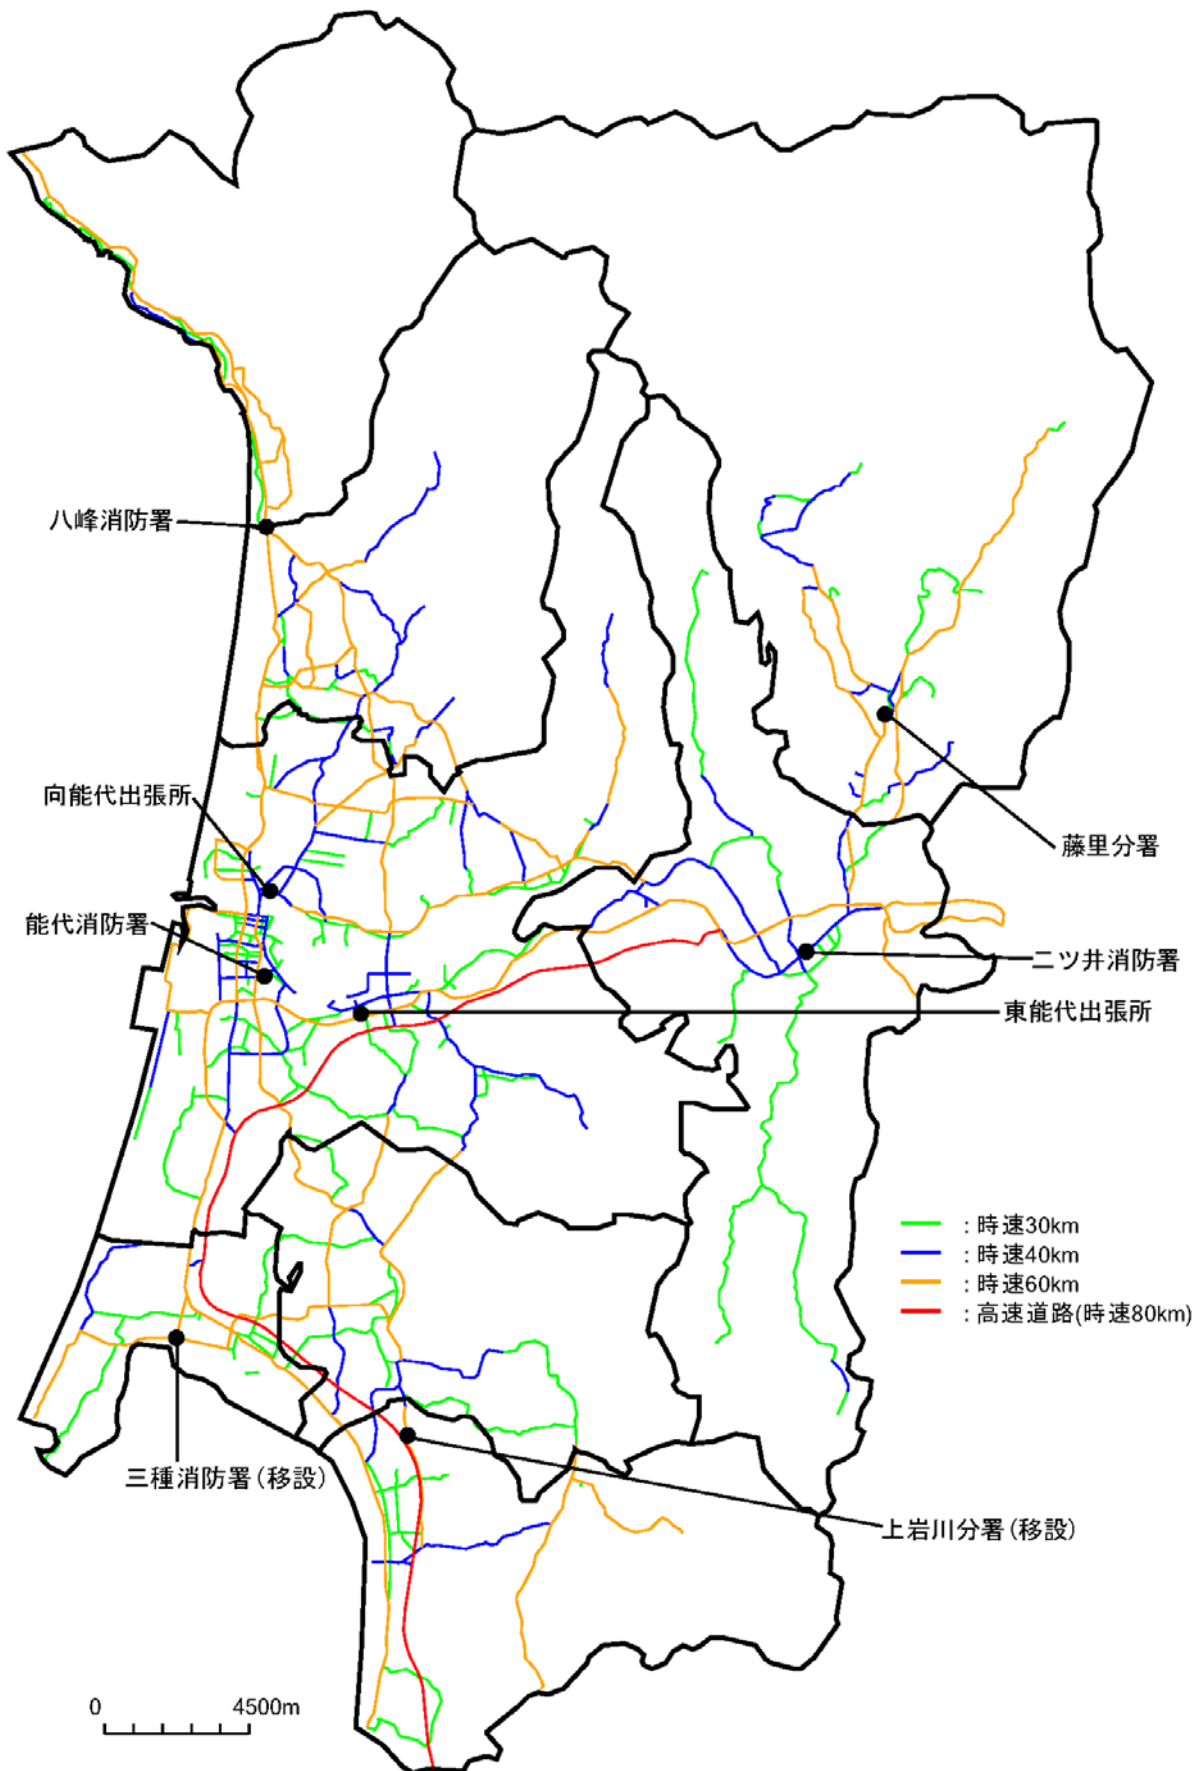 八峰消防署
向能代出張所
藤里分署
能代消防署
二ツ井消防署
東能代出張所
:時速30km
:時速40km
:時速60km
:高速道路(時速80km)
三種消防署(移設)
上岩川分署(移設)
0 4500m